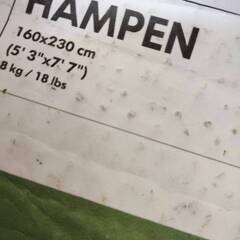 HAMPEN
160x230 cm
(5' 3"x7' 7")
8 kg / 18 lbs